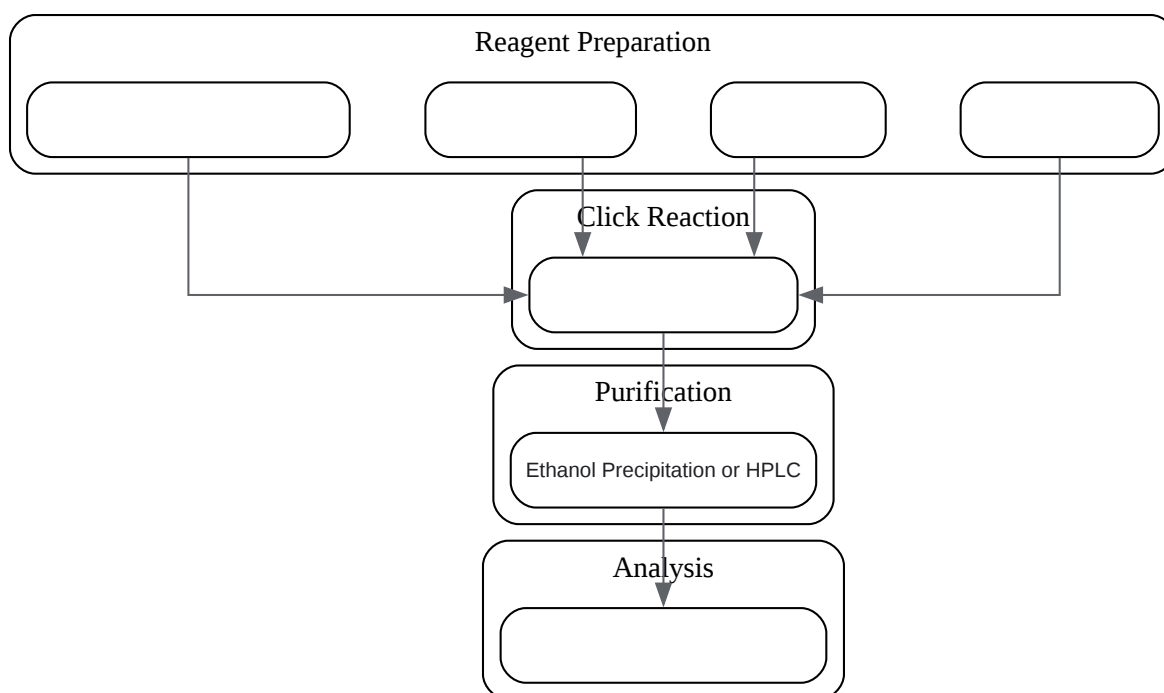 Reagent Preparation
Click Reaction
Purification
Ethanol Precipitation or HPLC
Analysis